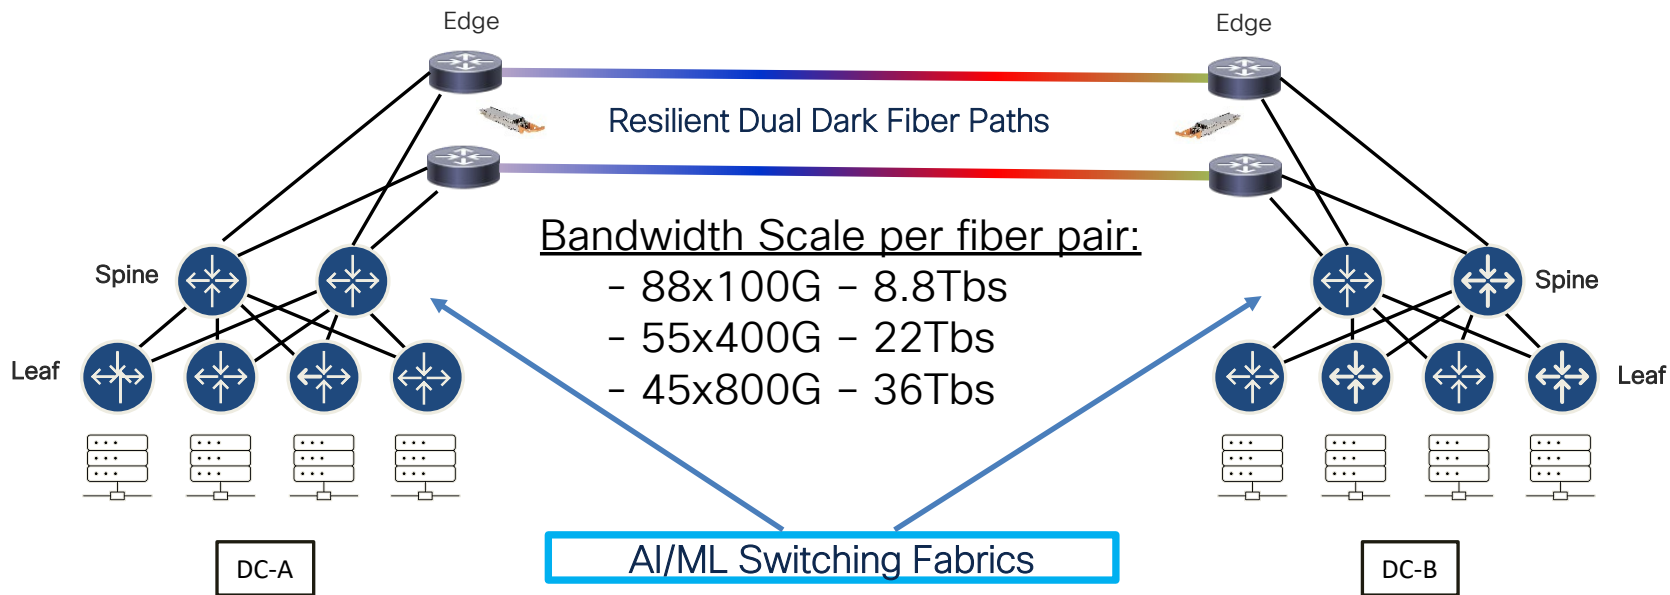 Edge
Edge
Resilient Dual Dark Fiber Paths
Bandwidth Scale per fiber pair:
- 88x100G - 8.8Tbs
Spine
Spine
- 55x400G - 22Tbs
Leaf
Leaf
- 45x800G - 36Tbs
AI/ML Switching Fabrics
DC-A
DC-B